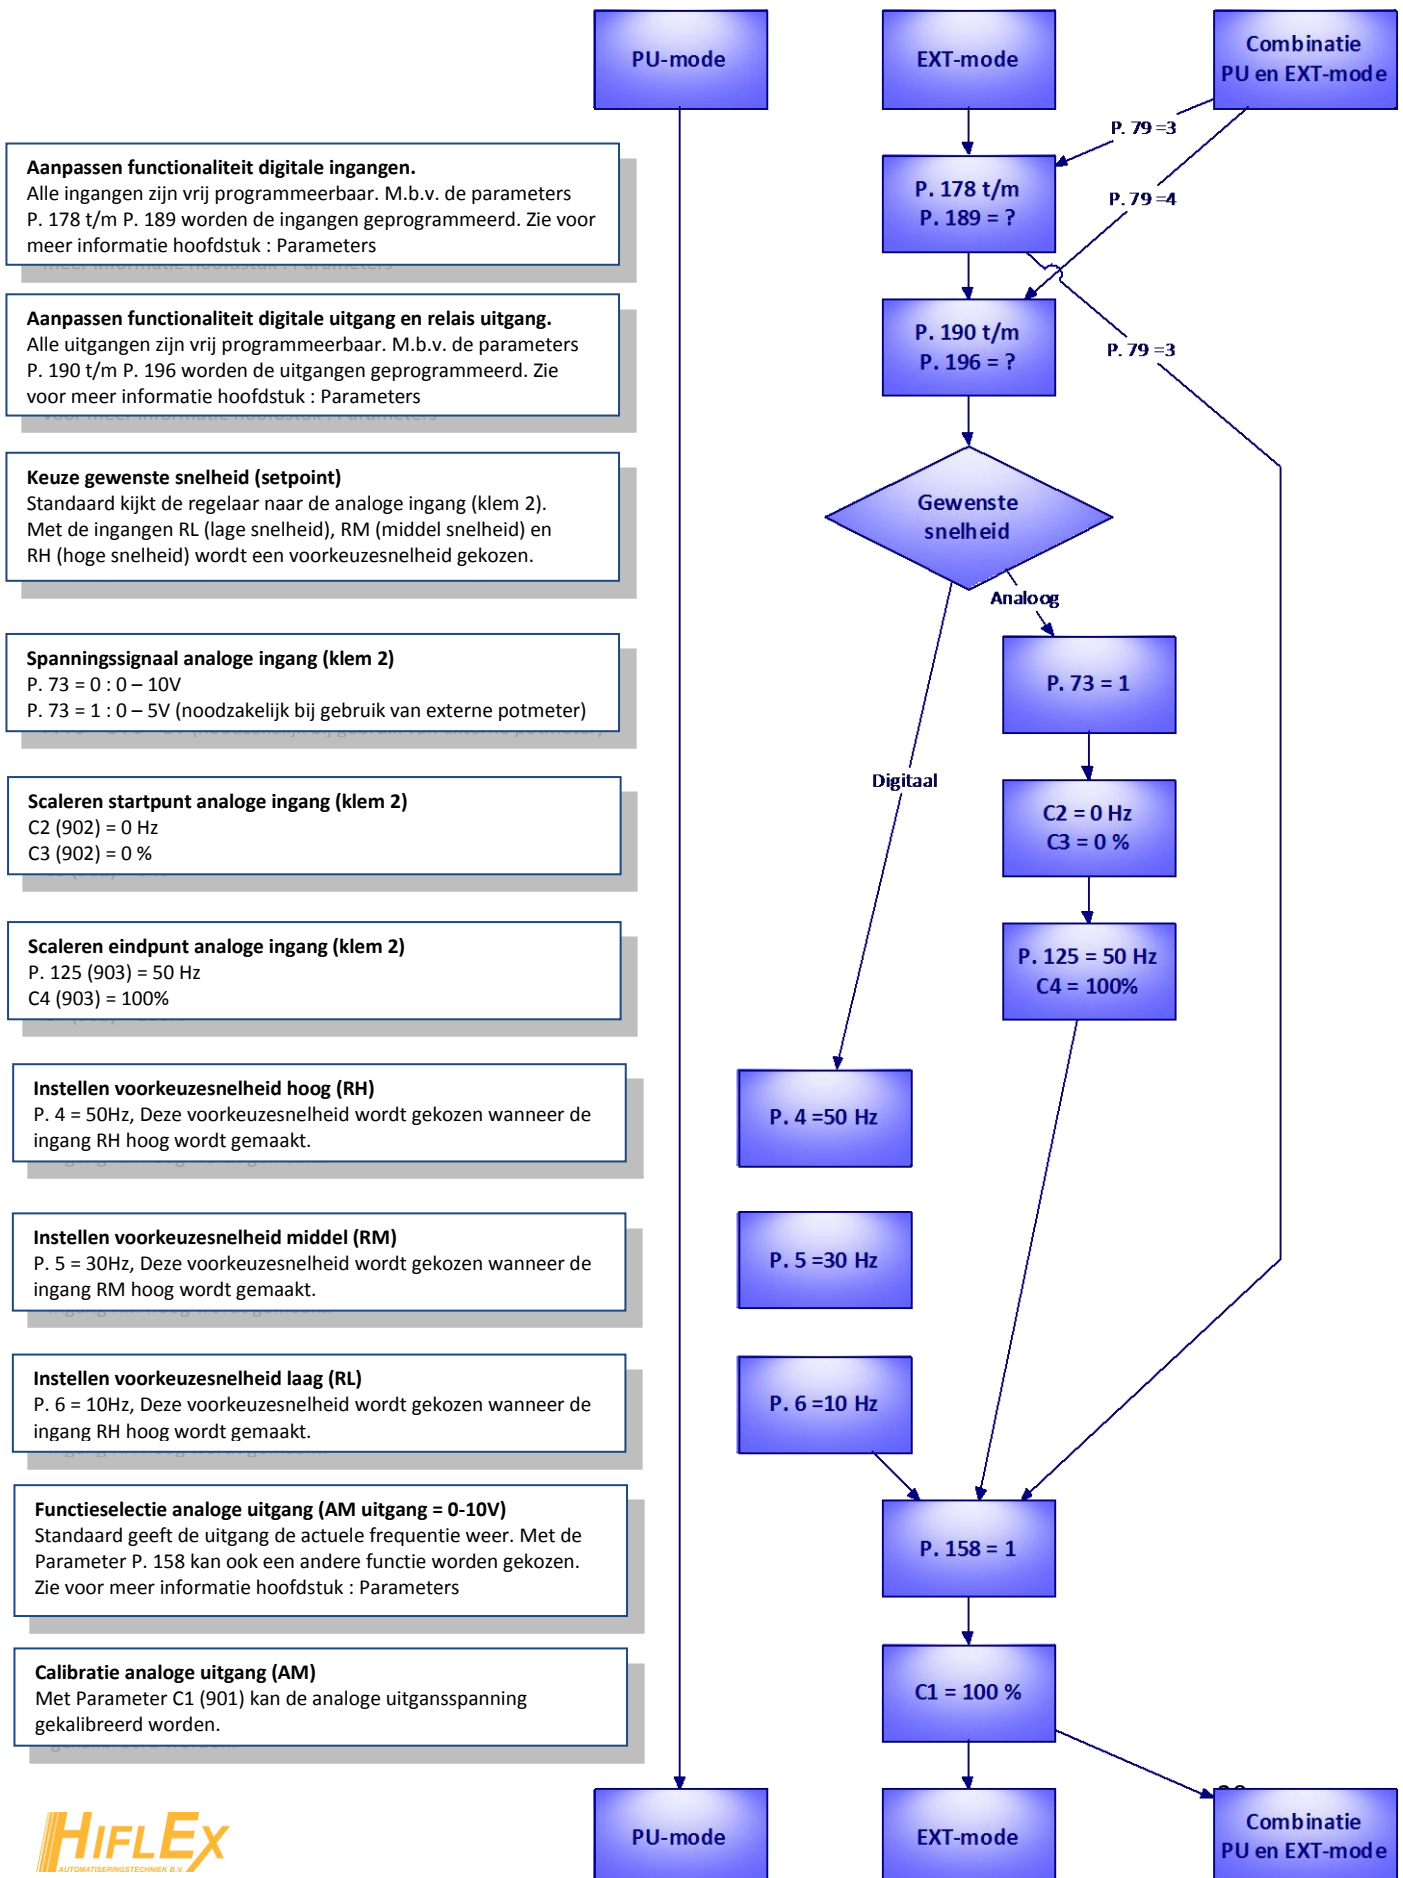 PU-mode
EXT-mode
Combinatie
PU en EXT-mode
P. 79 =3
Aanpassen functionaliteit digitale ingangen.
Alle ingangen zijn vrij programmeerbaar. M.b.v. de parameters
P. 178 t/m P. 189 worden de ingangen geprogrammeerd. Zie voor
meer informatie hoofdstuk : Parameters
P. 178 t/m
P. 189 = ?
P. 79 =4
Aanpassen functionaliteit digitale uitgang en relais uitgang.
Alle uitgangen zijn vrij programmeerbaar. M.b.v. de parameters
P. 190 t/m P. 196 worden de uitgangen geprogrammeerd. Zie
voor meer informatie hoofdstuk : Parameters
P. 190 t/m
P. 196 = ?
P. 79 =3
Keuze gewenste snelheid (setpoint)
Standaard kijkt de regelaar naar de analoge ingang (klem 2).
Met de ingangen RL (lage snelheid), RM (middel snelheid) en
RH (hoge snelheid) wordt een voorkeuzesnelheid gekozen.
Gewenste
snelheid
Analoog
Spanningssignaal analoge ingang (klem 2)
P. 73 = 0 : 0 – 10V
P. 73 = 1 : 0 – 5V (noodzakelijk bij gebruik van externe potmeter)
P. 73 = 1
Digitaal
Scaleren startpunt analoge ingang (klem 2)
C2 (902) = 0 Hz
C3 (902) = 0 %
C2 = 0 Hz
C3 = 0 %
Scaleren eindpunt analoge ingang (klem 2)
P. 125 (903) = 50 Hz
C4 (903) = 100%
P. 125 = 50 Hz
C4 = 100%
Instellen voorkeuzesnelheid hoog (RH)
P. 4 = 50Hz, Deze voorkeuzesnelheid wordt gekozen wanneer de
ingang RH hoog wordt gemaakt.
P. 4 =50 Hz
Instellen voorkeuzesnelheid middel (RM)
P. 5 = 30Hz, Deze voorkeuzesnelheid wordt gekozen wanneer de
ingang RM hoog wordt gemaakt.
P. 5 =30 Hz
Instellen voorkeuzesnelheid laag (RL)
P. 6 = 10Hz, Deze voorkeuzesnelheid wordt gekozen wanneer de
ingang RH hoog wordt gemaakt.
P. 6 =10 Hz
Functieselectie analoge uitgang (AM uitgang = 0-10V)
Standaard geeft de uitgang de actuele frequentie weer. Met de
Parameter P. 158 kan ook een andere functie worden gekozen.
Zie voor meer informatie hoofdstuk : Parameters
P. 158 = 1
Calibratie analoge uitgang (AM)
Met Parameter C1 (901) kan de analoge uitgansspanning
gekalibreerd worden.
C1 = 100 %
HIFLEX
AUTOMATISERINGSTECHNIEK B.V.
PU-mode
EXT-mode
Combinatie
PU en EXT-mode